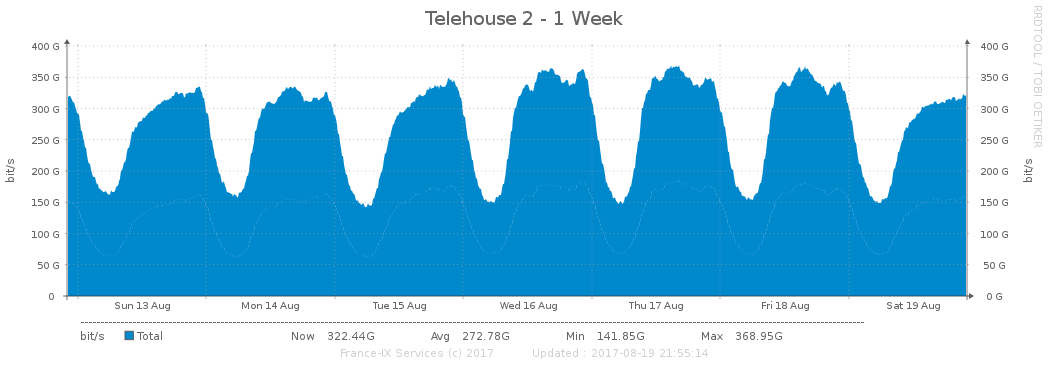 Telehouse 2 - 1 Week
RRDTOOL / TOBI OETIKER
400 G 400 G
350 G 350 G
300 G 300 G
250 G 250 G
200 G 200 G
150 G 150 G
100 G 100 G
50 G 50 G
0 0 G
bit/s bit/s
Sun 13 Aug Mon 14 Aug Tue 15 Aug Wed 16 Aug Thu 17 Aug Fri 18 Aug Sat 19 Aug
bit/s Total Now 322.44G Avg 272.78G Min 141.85G Max 368.95G
France-IX Services (c) 2017 Updated : 2017-08-19 21:55:14